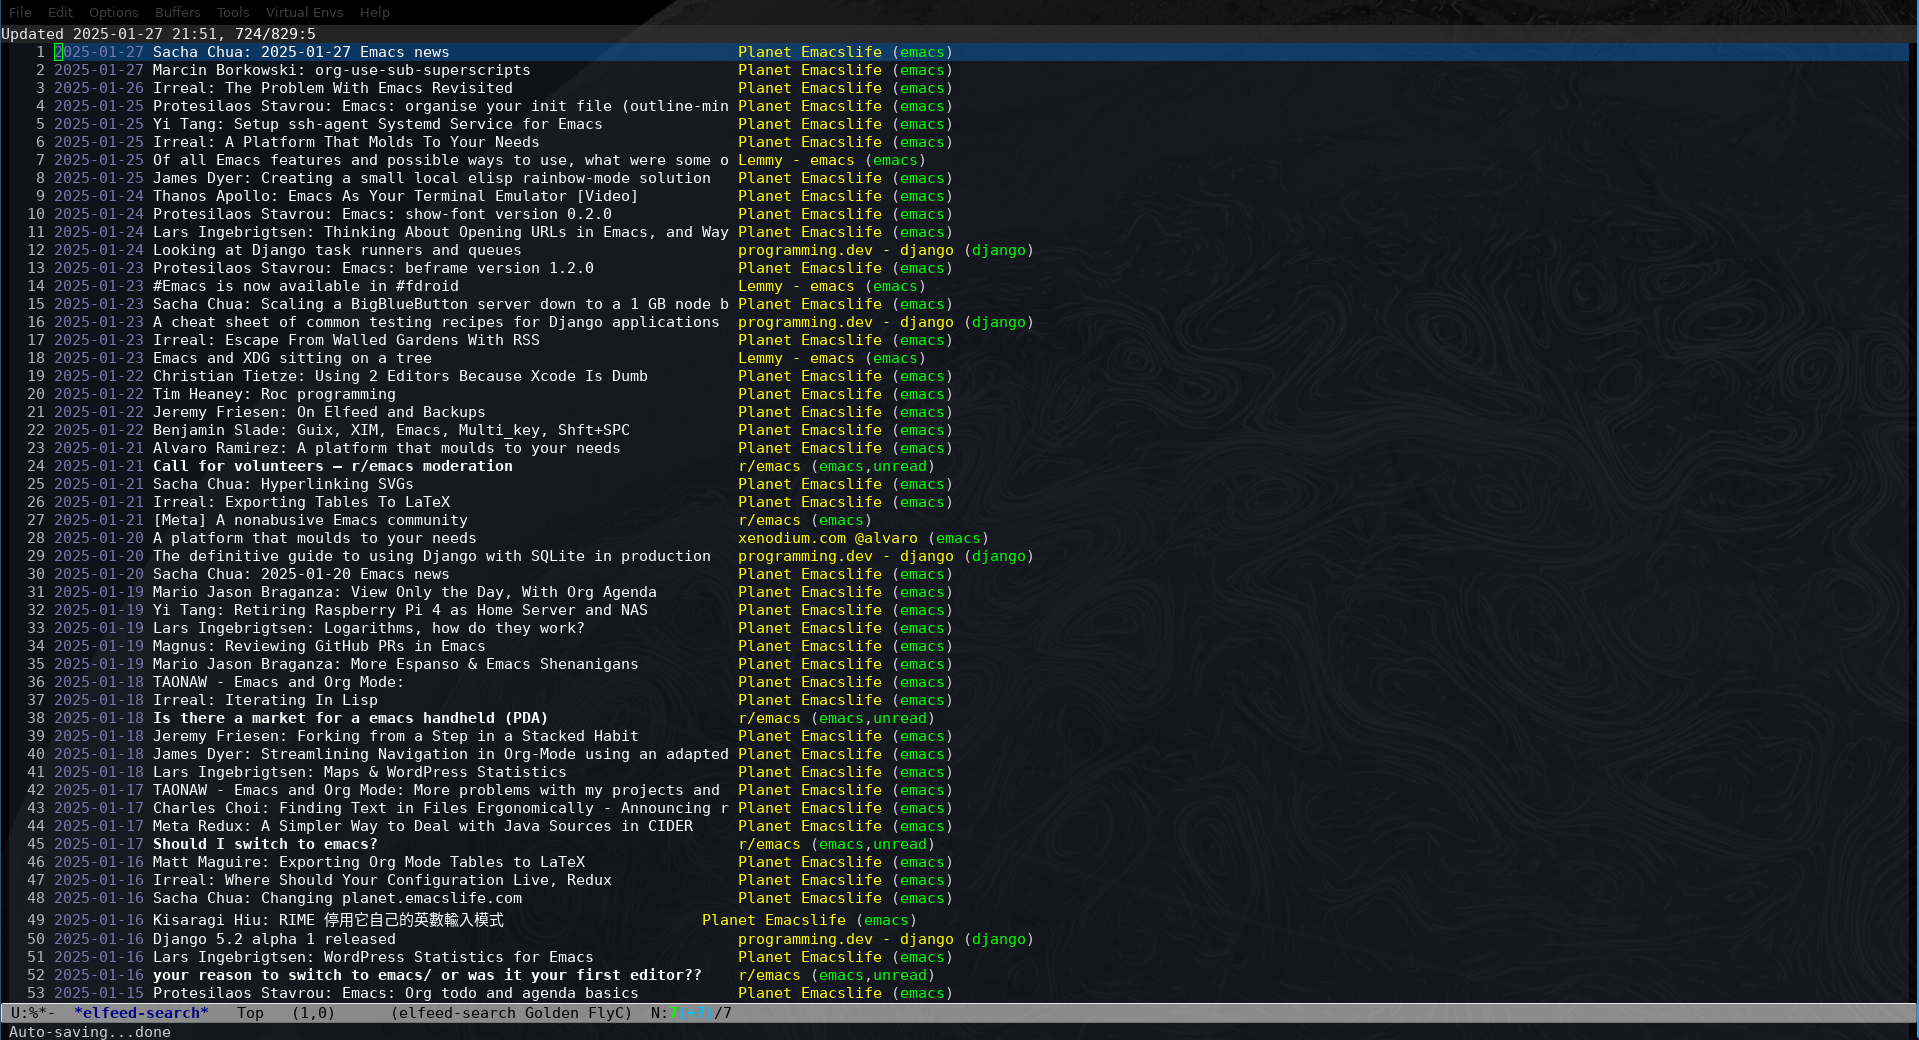 File Edit Options Buffers Tools Virtual Envs Help
Updated 2025-01-27 21:51, 724/829:5
1 2025-01-27 Sacha Chua: 2025-01-27 Emacs news Planet Emacslife (emacs)
2 2025-01-27 Marcin Borkowski: org-use-sub-superscripts Planet Emacslife (emacs)
3 2025-01-26 Irreal: The Problem With Emacs Revisited Planet Emacslife (emacs)
4 2025-01-25 Protesilaos Stavrou: Emacs: organise your init file (outline-min Planet Emacslife (emacs)
5 2025-01-25 Yi Tang: Setup ssh-agent Systemd Service for Emacs Planet Emacslife (emacs)
6 2025-01-25 Irreal: A Platform That Molds To Your Needs Planet Emacslife (emacs)
7 2025-01-25 Of all Emacs features and possible ways to use, what were some o Lemmy - emacs (emacs)
8 2025-01-25 James Dyer: Creating a small local elisp rainbow-mode solution Planet Emacslife (emacs)
9 2025-01-24 Thanos Apollo: Emacs As Your Terminal Emulator [Video] Planet Emacslife (emacs)
10 2025-01-24 Protesilaos Stavrou: Emacs: show-font version 0.2.0 Planet Emacslife (emacs)
11 2025-01-24 Lars Ingebrigtsen: Thinking About Opening URLs in Emacs, and Way Planet Emacslife (emacs)
12 2025-01-24 Looking at Django task runners and queues programming.dev - django (django)
13 2025-01-23 Protesilaos Stavrou: Emacs: beframe version 1.2.0 Planet Emacslife (emacs)
14 2025-01-23 #Emacs is now available in #fdroid Lemmy - emacs (emacs)
15 2025-01-23 Sacha Chua: Scaling a BigBlueButton server down to a 1 GB node b Planet Emacslife (emacs)
16 2025-01-23 A cheat sheet of common testing recipes for Django applications programming.dev - django (django)
17 2025-01-23 Irreal: Escape From Walled Gardens With RSS Planet Emacslife (emacs)
18 2025-01-23 Emacs and XDG sitting on a tree Lemmy - emacs (emacs)
19 2025-01-22 Christian Tietze: Using 2 Editors Because Xcode Is Dumb Planet Emacslife (emacs)
20 2025-01-22 Tim Heaney: Roc programming Planet Emacslife (emacs)
21 2025-01-22 Jeremy Friesen: On Elfeed and Backups Planet Emacslife (emacs)
22 2025-01-22 Benjamin Slade: Guix, XIM, Emacs, Multi_key, Shft+SPC Planet Emacslife (emacs)
23 2025-01-21 Alvaro Ramirez: A platform that moulds to your needs Planet Emacslife (emacs)
24 2025-01-21 Call for volunteers — r/emacs moderation r/emacs (emacs,unread)
25 2025-01-21 Sacha Chua: Hyperlinking SVGs Planet Emacslife (emacs)
26 2025-01-21 Irreal: Exporting Tables To LaTeX Planet Emacslife (emacs)
27 2025-01-21 [Meta] A nonabusive Emacs community r/emacs (emacs)
28 2025-01-20 A platform that moulds to your needs xenodium.com @alvaro (emacs)
29 2025-01-20 The definitive guide to using Django with SQLite in production programming.dev - django (django)
30 2025-01-20 Sacha Chua: 2025-01-20 Emacs news Planet Emacslife (emacs)
31 2025-01-19 Mario Jason Braganza: View Only the Day, With Org Agenda Planet Emacslife (emacs)
32 2025-01-19 Yi Tang: Retiring Raspberry Pi 4 as Home Server and NAS Planet Emacslife (emacs)
33 2025-01-19 Lars Ingebrigtsen: Logarithms, how do they work? Planet Emacslife (emacs)
34 2025-01-19 Magnus: Reviewing GitHub PRs in Emacs Planet Emacslife (emacs)
35 2025-01-19 Mario Jason Braganza: More Espanso & Emacs Shenanigans Planet Emacslife (emacs)
36 2025-01-18 TAONAW - Emacs and Org Mode: Planet Emacslife (emacs)
37 2025-01-18 Irreal: Iterating In Lisp Planet Emacslife (emacs)
38 2025-01-18 Is there a market for a emacs handheld (PDA) r/emacs (emacs,unread)
39 2025-01-18 Jeremy Friesen: Forking from a Step in a Stacked Habit Planet Emacslife (emacs)
40 2025-01-18 James Dyer: Streamlining Navigation in Org-Mode using an adapted Planet Emacslife (emacs)
41 2025-01-18 Lars Ingebrigtsen: Maps & WordPress Statistics Planet Emacslife (emacs)
42 2025-01-17 TAONAW - Emacs and Org Mode: More problems with my projects and Planet Emacslife (emacs)
43 2025-01-17 Charles Choi: Finding Text in Files Ergonomically - Announcing r Planet Emacslife (emacs)
44 2025-01-17 Meta Redux: A Simpler Way to Deal with Java Sources in CIDER Planet Emacslife (emacs)
45 2025-01-17 Should I switch to emacs? r/emacs (emacs,unread)
46 2025-01-16 Matt Maguire: Exporting Org Mode Tables to LaTeX Planet Emacslife (emacs)
47 2025-01-16 Irreal: Where Should Your Configuration Live, Redux Planet Emacslife (emacs)
48 2025-01-16 Sacha Chua: Changing planet.emacslife.com Planet Emacslife (emacs)
49 2025-01-16 Kisaragi Hiu: RIME 停用它自己的英數輸入模式 Planet Emacslife (emacs)
50 2025-01-16 Django 5.2 alpha 1 released programming.dev - django (django)
51 2025-01-16 Lars Ingebrigtsen: WordPress Statistics for Emacs Planet Emacslife (emacs)
52 2025-01-16 your reason to switch to emacs/ or was it your first editor?? r/emacs (emacs,unread)
53 2025-01-15 Protesilaos Stavrou: Emacs: Org todo and agenda basics Planet Emacslife (emacs)
U:%*- *elfeed-search* Top (1,0) (elfeed-search Golden FlyC) N:7(+7)/7
Auto-saving...done